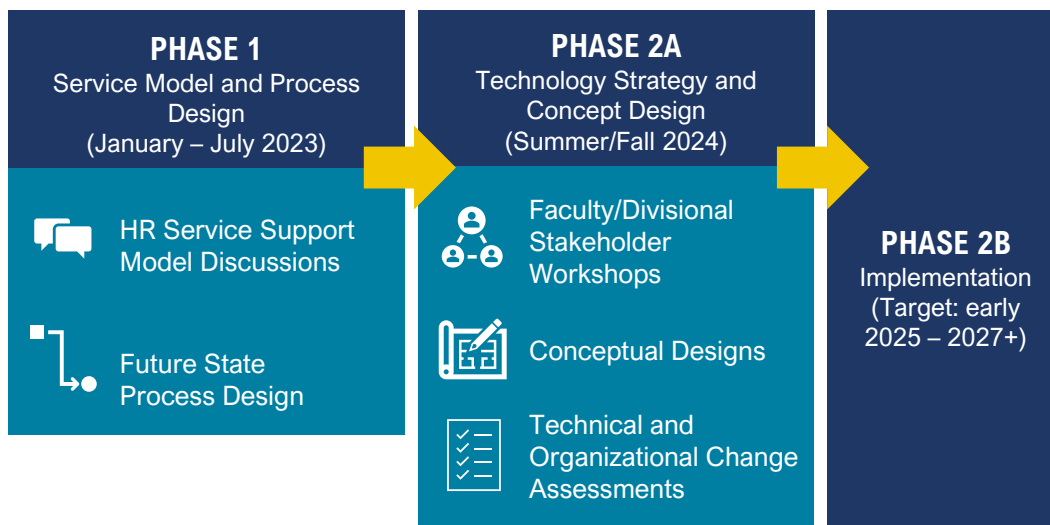 PHASE 1
Service Model and Process
Design
(January – July 2023)
HR Service Support
Model Discussions
Future State
Process Design
PHASE 2A
Technology Strategy and
Concept Design
(Summer/Fall 2024)
Faculty/Divisional
Stakeholder
Workshops
Conceptual Designs
Technical and
Organizational Change
Assessments
PHASE 2B
Implementation
(Target: early
2025 – 2027+)